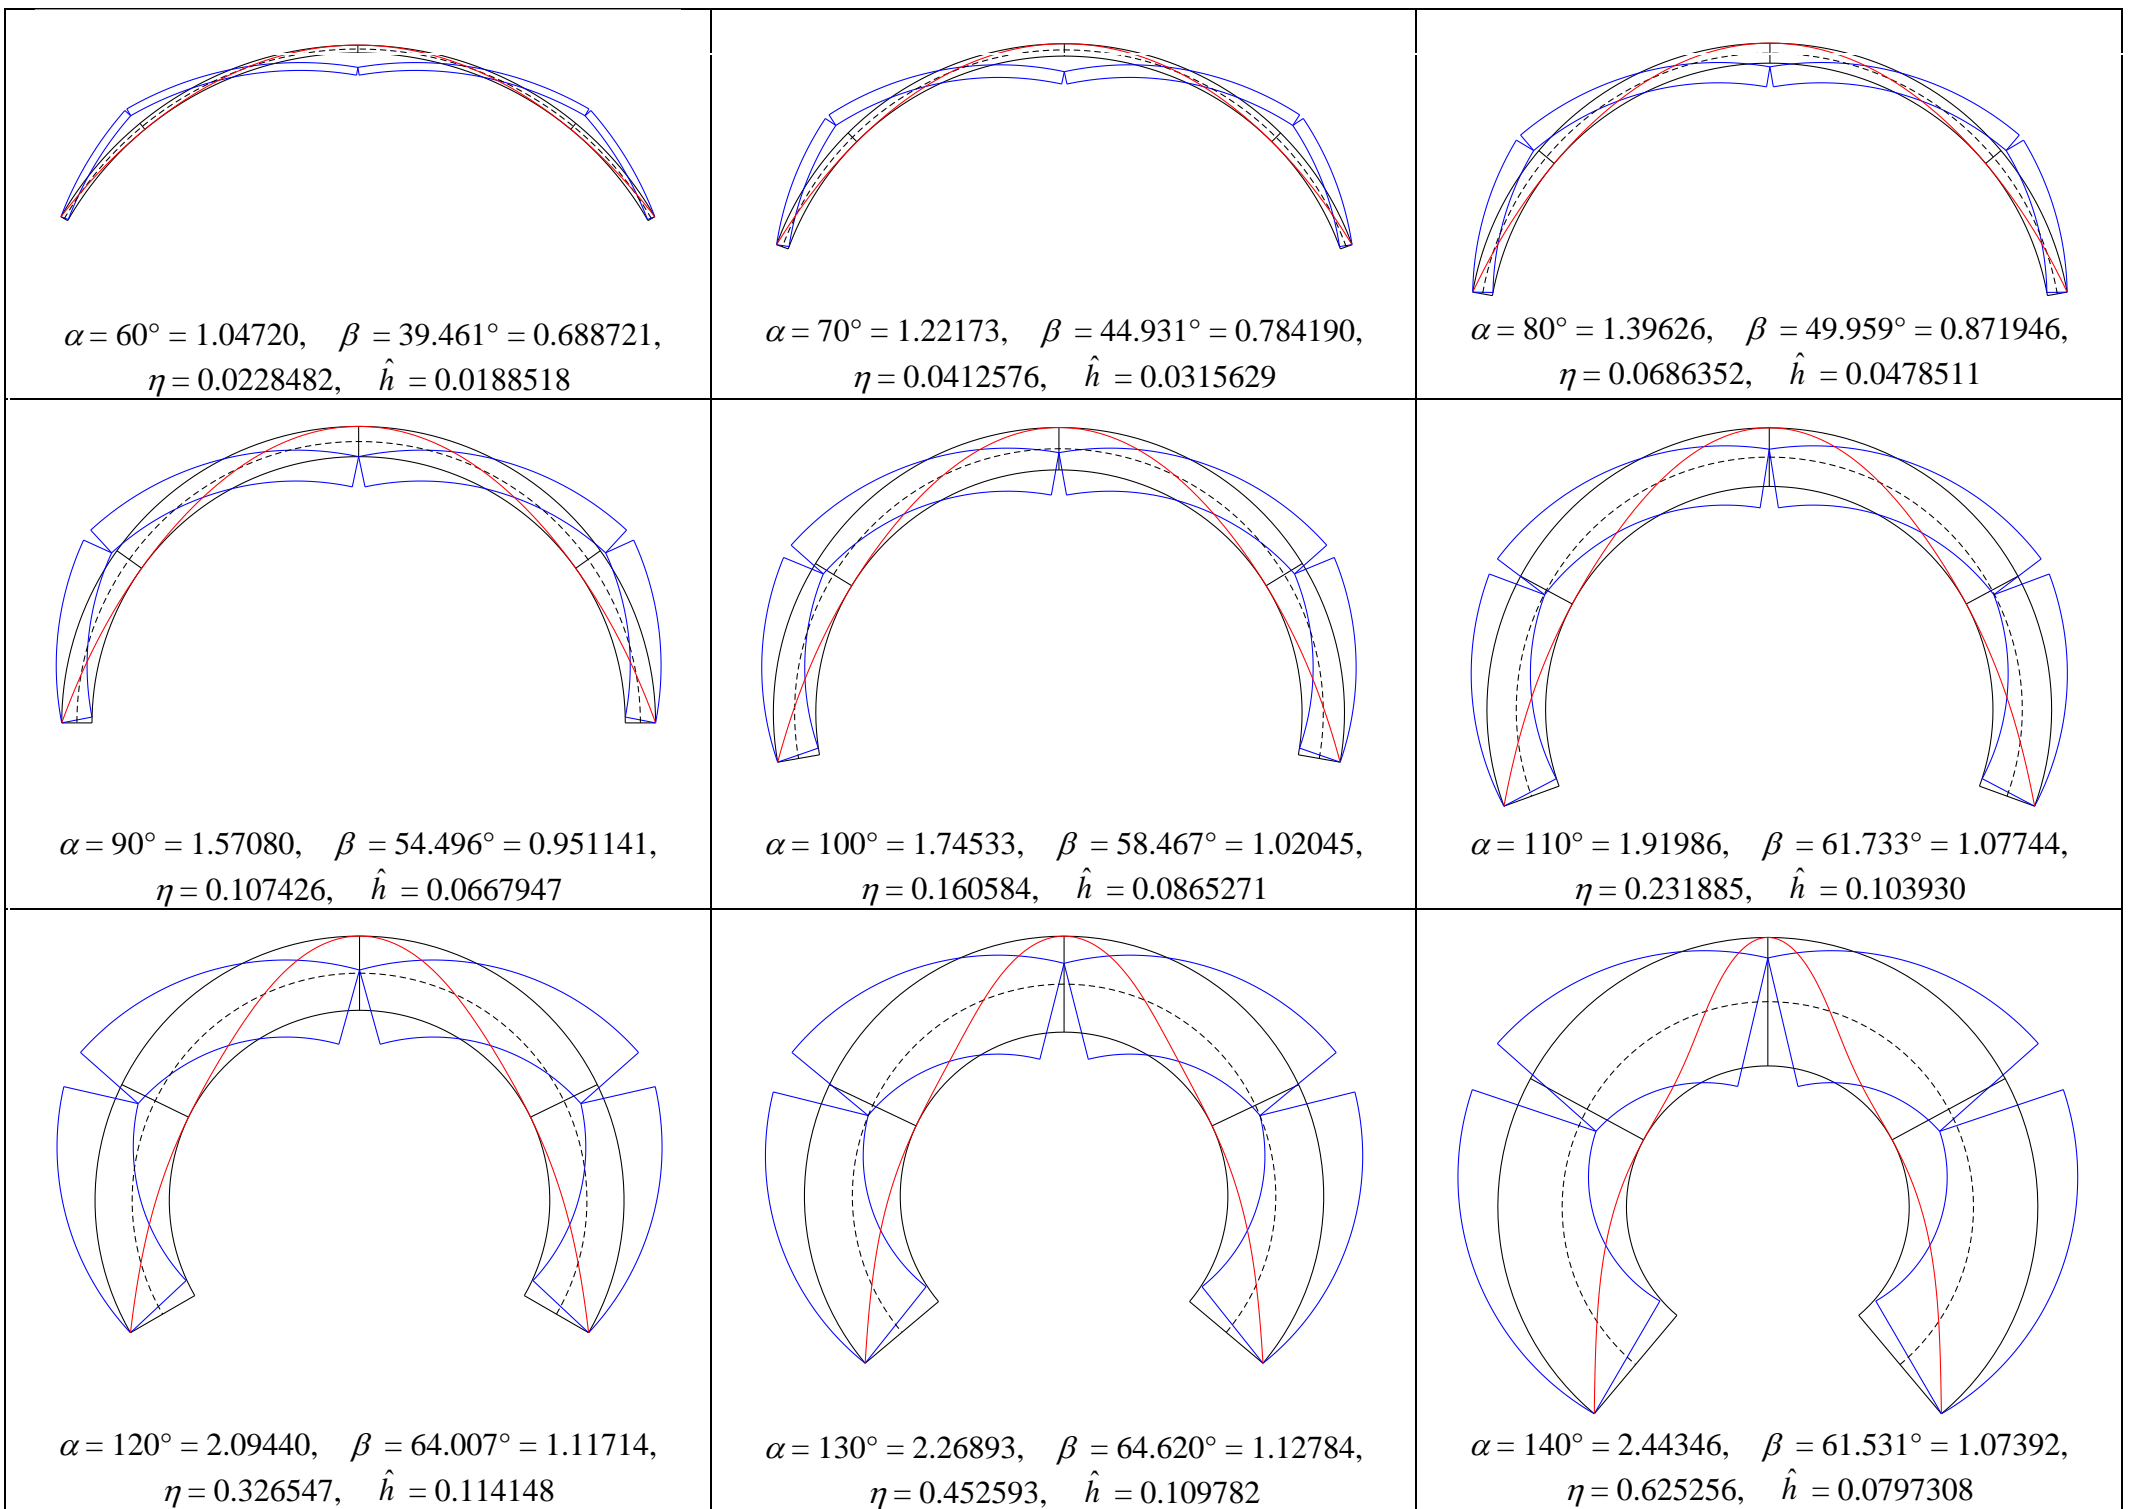 α = 60° = 1.04720, β = 39.461° = 0.688721,
η = 0.0228482, ĥ = 0.0188518
α = 70° = 1.22173, β = 44.931° = 0.784190,
η = 0.0412576, ĥ = 0.0315629
α = 80° = 1.39626, β = 49.959° = 0.871946,
η = 0.0686352, ĥ = 0.0478511
α = 90° = 1.57080, β = 54.496° = 0.951141,
η = 0.107426, ĥ = 0.0667947
α = 100° = 1.74533, β = 58.467° = 1.02045,
η = 0.160584, ĥ = 0.0865271
α = 110° = 1.91986, β = 61.733° = 1.07744,
η = 0.231885, ĥ = 0.103930
α = 120° = 2.09440, β = 64.007° = 1.11714,
η = 0.326547, ĥ = 0.114148
α = 130° = 2.26893, β = 64.620° = 1.12784,
η = 0.452593, ĥ = 0.109782
α = 140° = 2.44346, β = 61.531° = 1.07392,
η = 0.625256, ĥ = 0.0797308